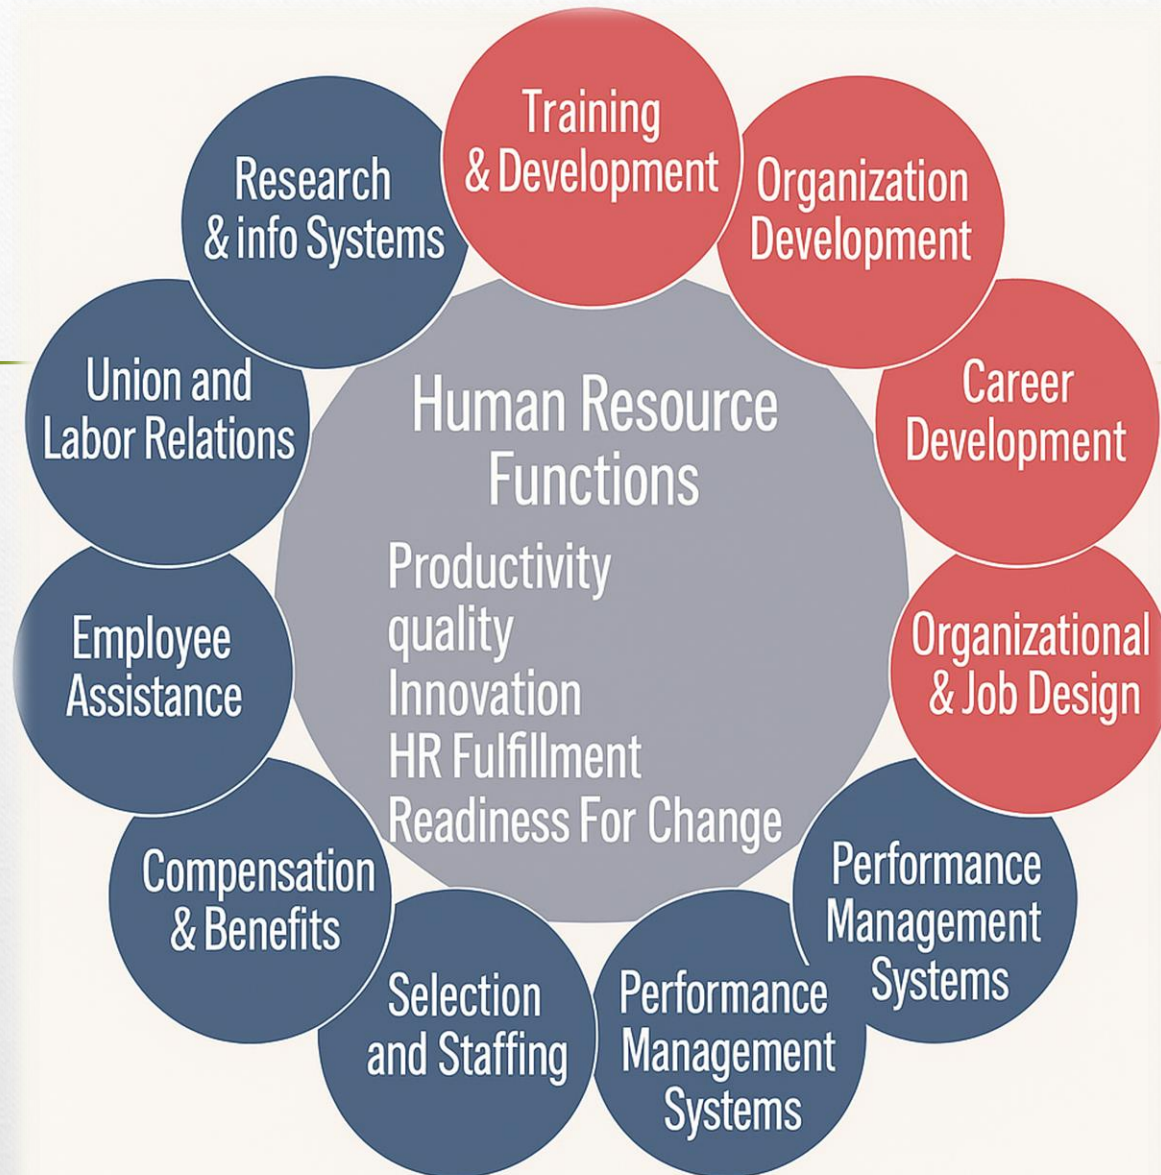 Training
& Development
Organization
Development
Career
Development
Organizational
& Job Design
Performance
Management
Systems
Performance
Management
Systems
Selection
and Staffing
Compensation
& Benefits
Employee
Assistance
Union and
Labor Relations
Research
& info Systems
Human Resource
Functions
Productivity
quality
Innovation
HR Fulfillment
Readiness For Change